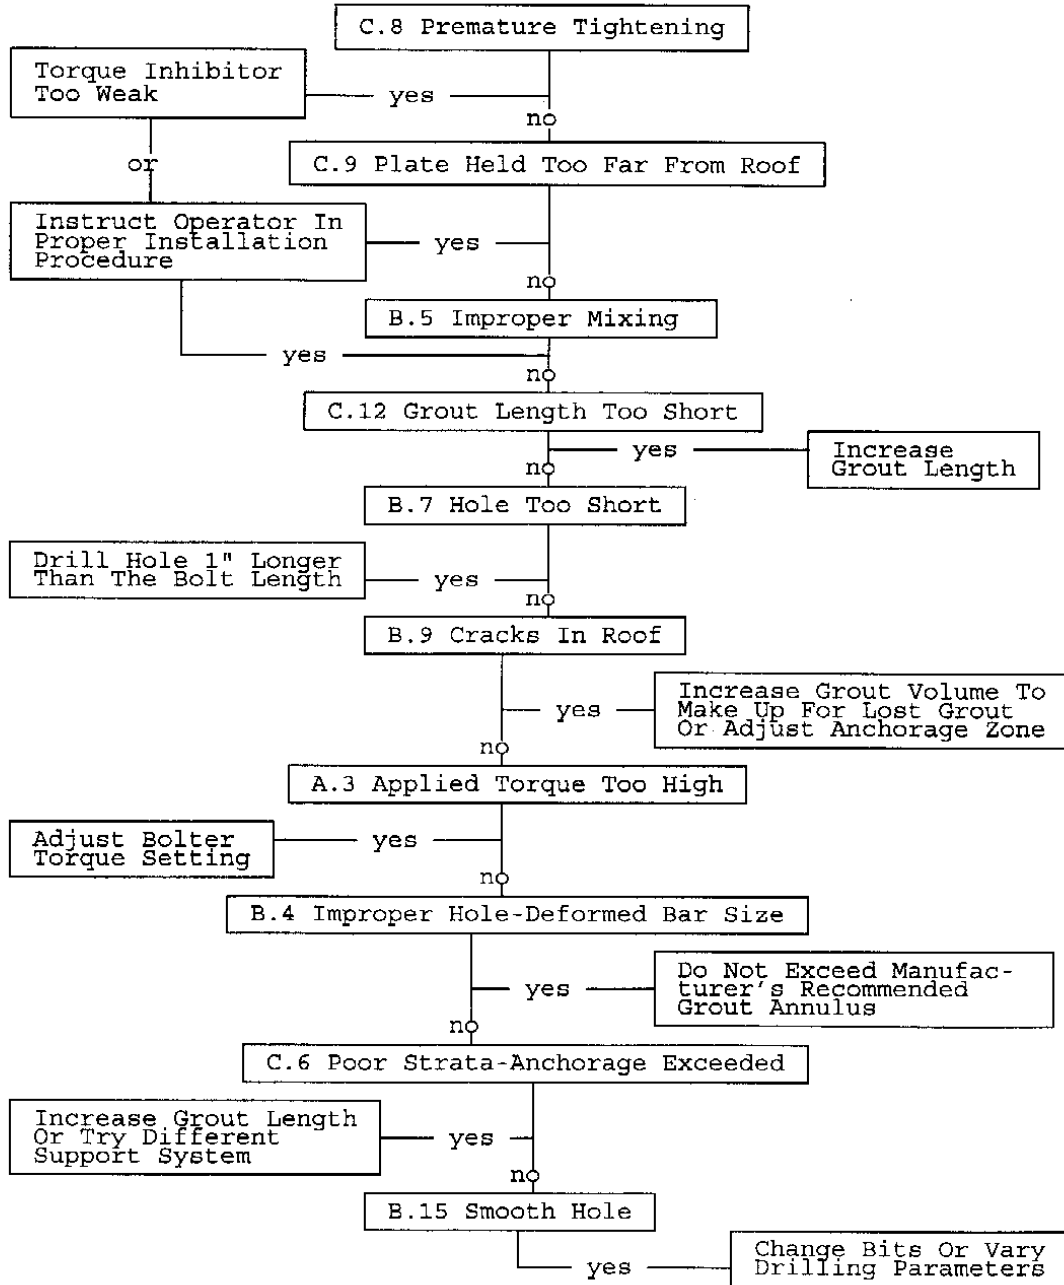 C.8 Premature Tightening
Torque Inhibitor
Too Weak
yes
no
or
C.9 Plate Held Too Far From Roof
Instruct Operator In
Proper Installation
Procedure
yes
no
B.5 Improper Mixing
yes
no
C.12 Grout Length Too Short
yes
Increase
Grout Length
no
B.7 Hole Too Short
Drill Hole 1" Longer
Than The Bolt Length
yes
no
B.9 Cracks In Roof
yes
Increase Grout Volume To
Make Up For Lost Grout
Or Adjust Anchorage Zone
no
A.3 Applied Torque Too High
Adjust Bolter
Torque Setting
yes
no
B.4 Improper Hole-Deformed Bar Size
yes
Do Not Exceed Manufac-
turer's Recommended
Grout Annulus
no
C.6 Poor Strata-Anchorage Exceeded
Increase Grout Length
Or Try Different
Support System
yes
no
B.15 Smooth Hole
yes
Change Bits Or Vary
Drilling Parameters